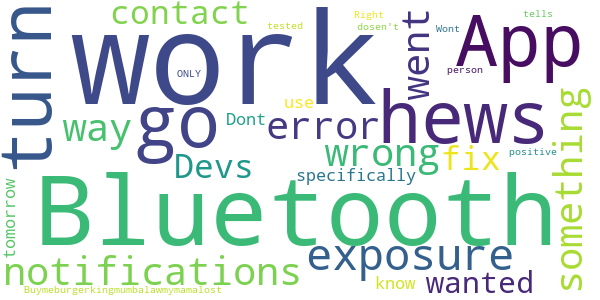 contact
Right
tells
tested
dosen't
turn
work
went
Wont
App
ONLY
person
go
use
hews
way
Dont
error
something
Devs
wrong
fix
positive
specifically
Bluetooth
tomorrow
exposure
notifications
know
wanted
Buymeburgerkingmumbalawmymamalost